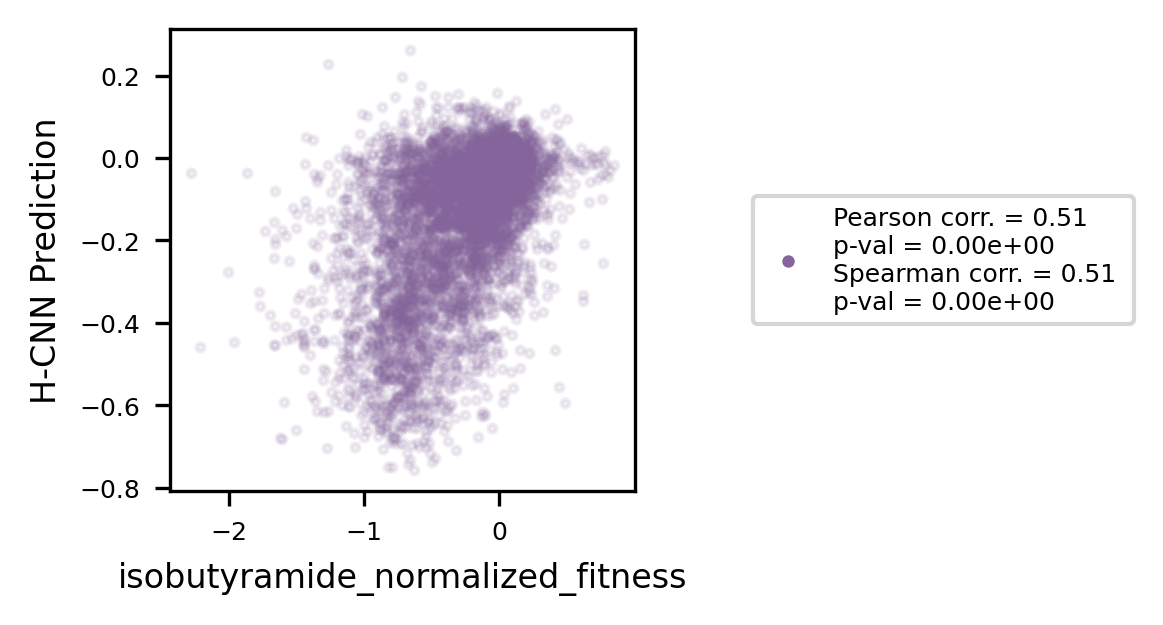 0.2
0.0
−0.2
−0.4
−0.6
−0.8
H-CNN Prediction
−2
−1
0
isobutyramide_normalized_fitness
Pearson corr. = 0.51
p-val = 0.00e+00
Spearman corr. = 0.51
p-val = 0.00e+00